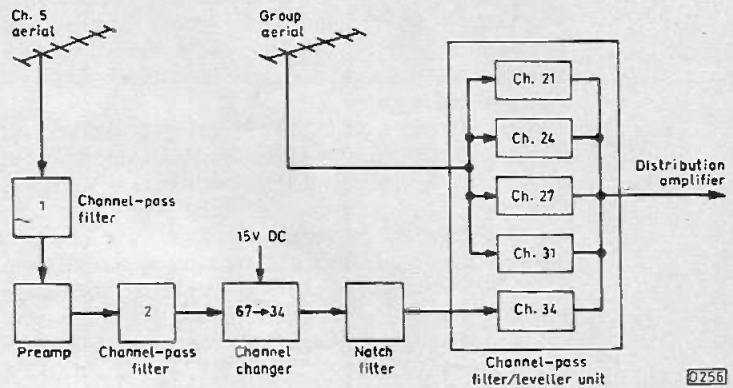 Ch. 5
aerial
Group
aerial
Ch. 21
Ch. 24
Ch. 27
Ch. 31
Ch. 34
Distribution
amplifier
1
Channel-pass
filter
15V DC
2
67→34
Preamp
Channel-pass
filter
Channel
changer
Notch
filter
Channel-pass
filter/leveller unit
0256